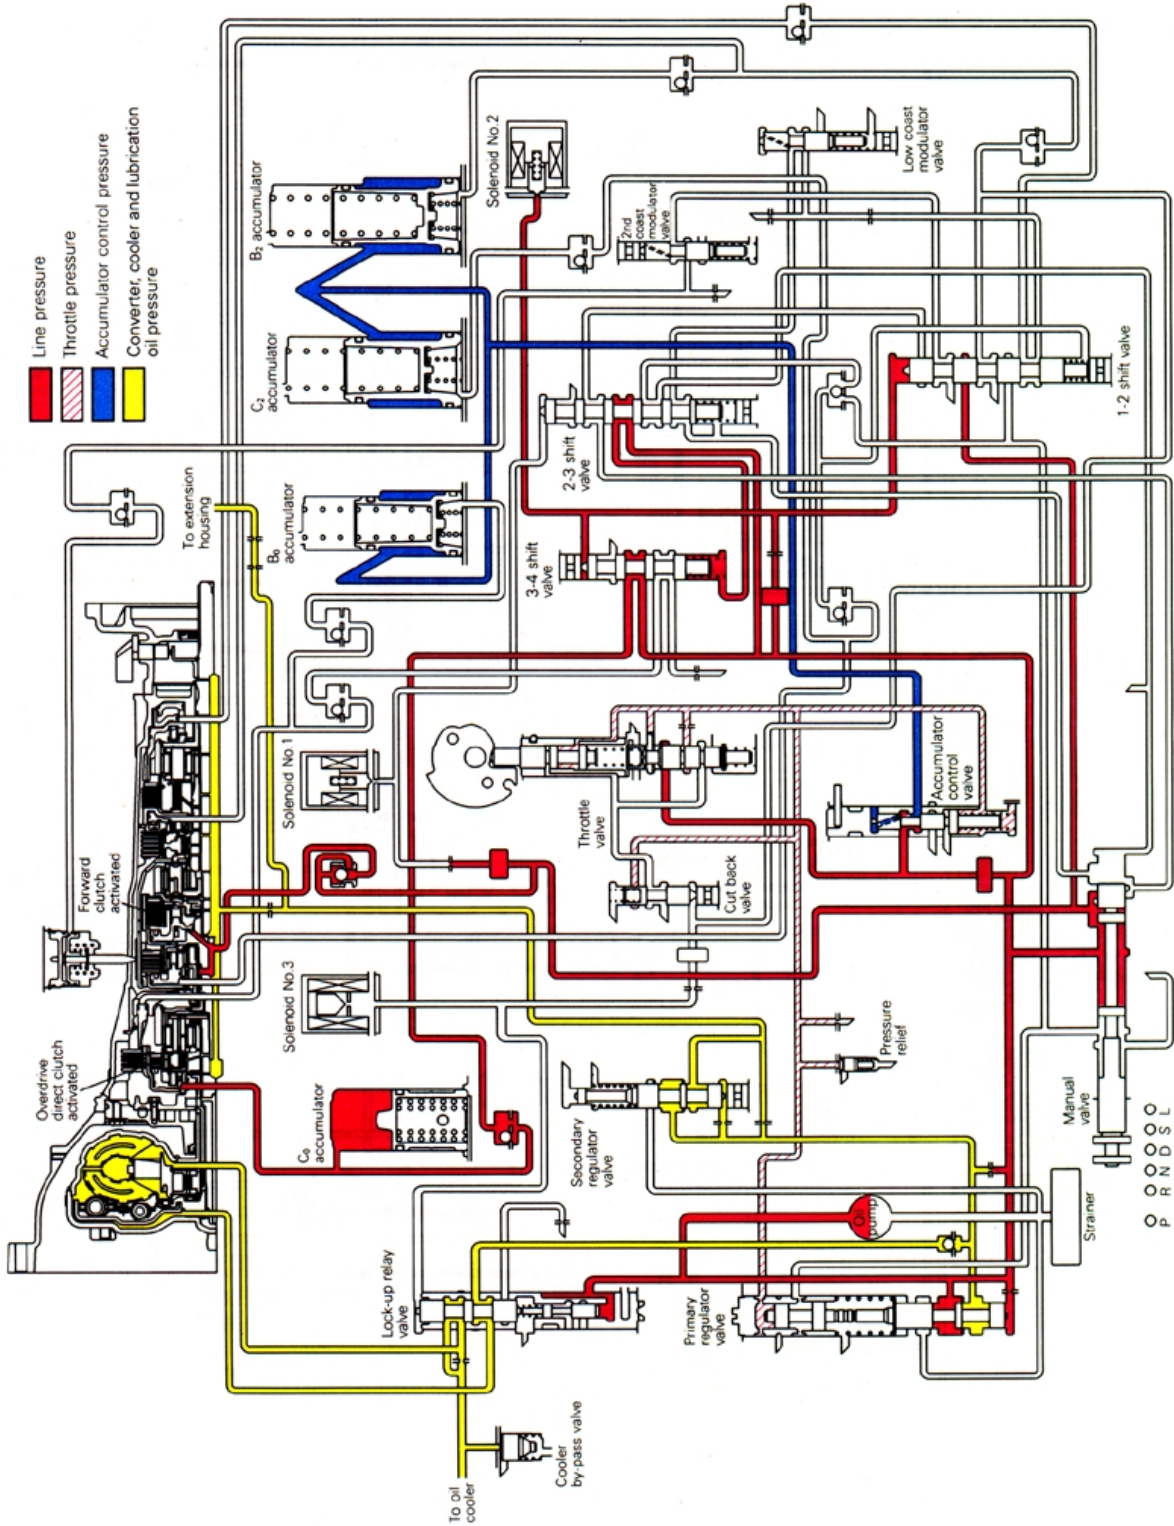 Line pressure
Throttle pressure
Accumulator control pressure
Converter, cooler and lubrication
oil pressure
Overdrive
direct clutch
activated
Forward
clutch
activated
To extension
housing
B₀
accumulator
C₂
accumulator
B₂ accumulator
Solenoid No.2
C₀
accumulator
Solenoid No.3
Solenoid No.1
3-4 shift
valve
2-3 shift
valve
2nd
coast
modulator
valve
Low coast
modulator
valve
Lock-up relay
valve
Secondary
regulator
valve
Cut back
valve
Throttle
valve
Accumulator
control
valve
1-2 shift valve
To oil
cooler
Cooler
by-pass valve
Primary
regulator
valve
Oil
pump
Pressure
relief
Strainer
Manual
valve
P R N D S L